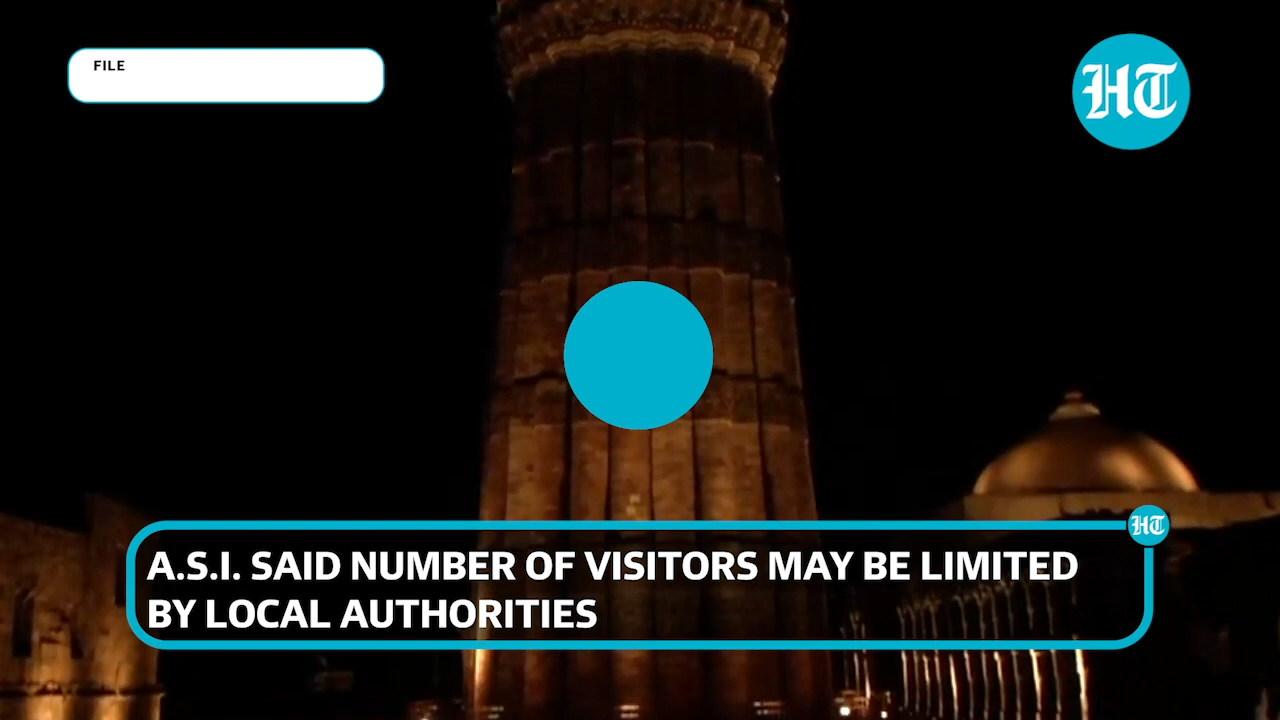 FILE
HT
HT
A.S.I. SAID NUMBER OF VISITORS MAY BE LIMITED
BY LOCAL AUTHORITIES